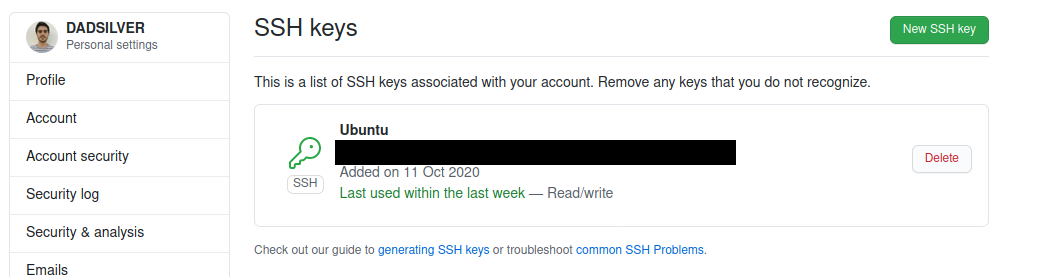 DADSILVER
Personal settings
Profile
Account
Account security
Security log
Security & analysis
Emails
SSH keys
New SSH key
This is a list of SSH keys associated with your account. Remove any keys that you do not recognize.
Ubuntu
Added on 11 Oct 2020
Last used within the last week — Read/write
SSH
Delete
Check out our guide to generating SSH keys or troubleshoot common SSH Problems.